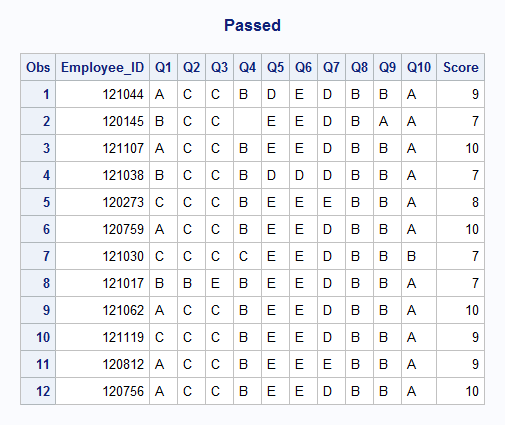 Passed
Obs Employee_ID Q1 Q2 Q3 Q4 Q5 Q6 Q7 Q8 Q9 Q10 Score
1 121044 A C C B D E D B B A 9
2 120145 B C C E E D B A A 7
3 121107 A C C B E E D B B A 10
4 121038 B C C B D D D B B A 7
5 120273 C C C B E E E B B A 8
6 120759 A C C B E E D B B A 10
7 121030 C C C C E E D B B B 7
8 121017 B B E B E E D B B A 7
9 121062 A C C B E E D B B A 10
10 121119 C C C B E E D B B A 9
11 120812 A C C B E E E B B A 9
12 120756 A C C B E E D B B A 10